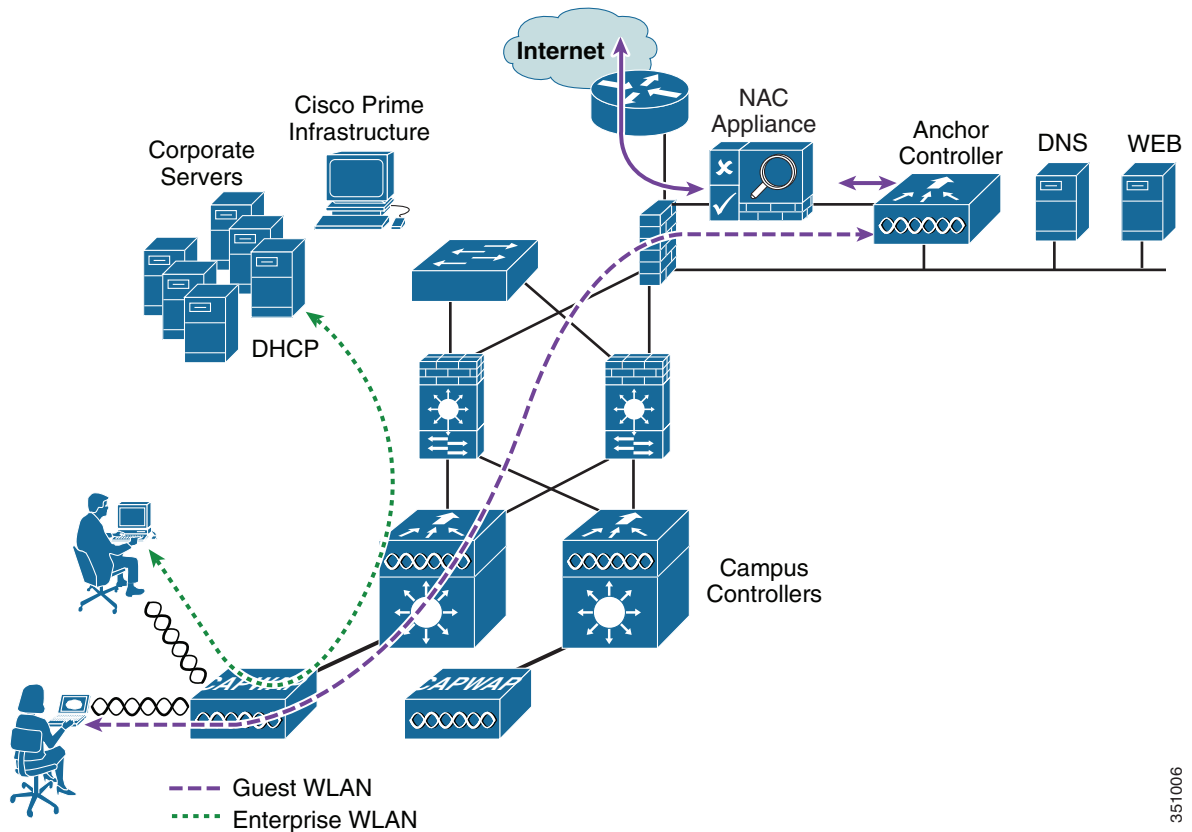 Internet
Cisco Prime
Infrastructure
NAC
Appliance
Anchor
Controller
DNS
WEB
Corporate
Servers
DHCP
Campus
Controllers
CAPWAP
CAPWAP
Guest WLAN
Enterprise WLAN
351006